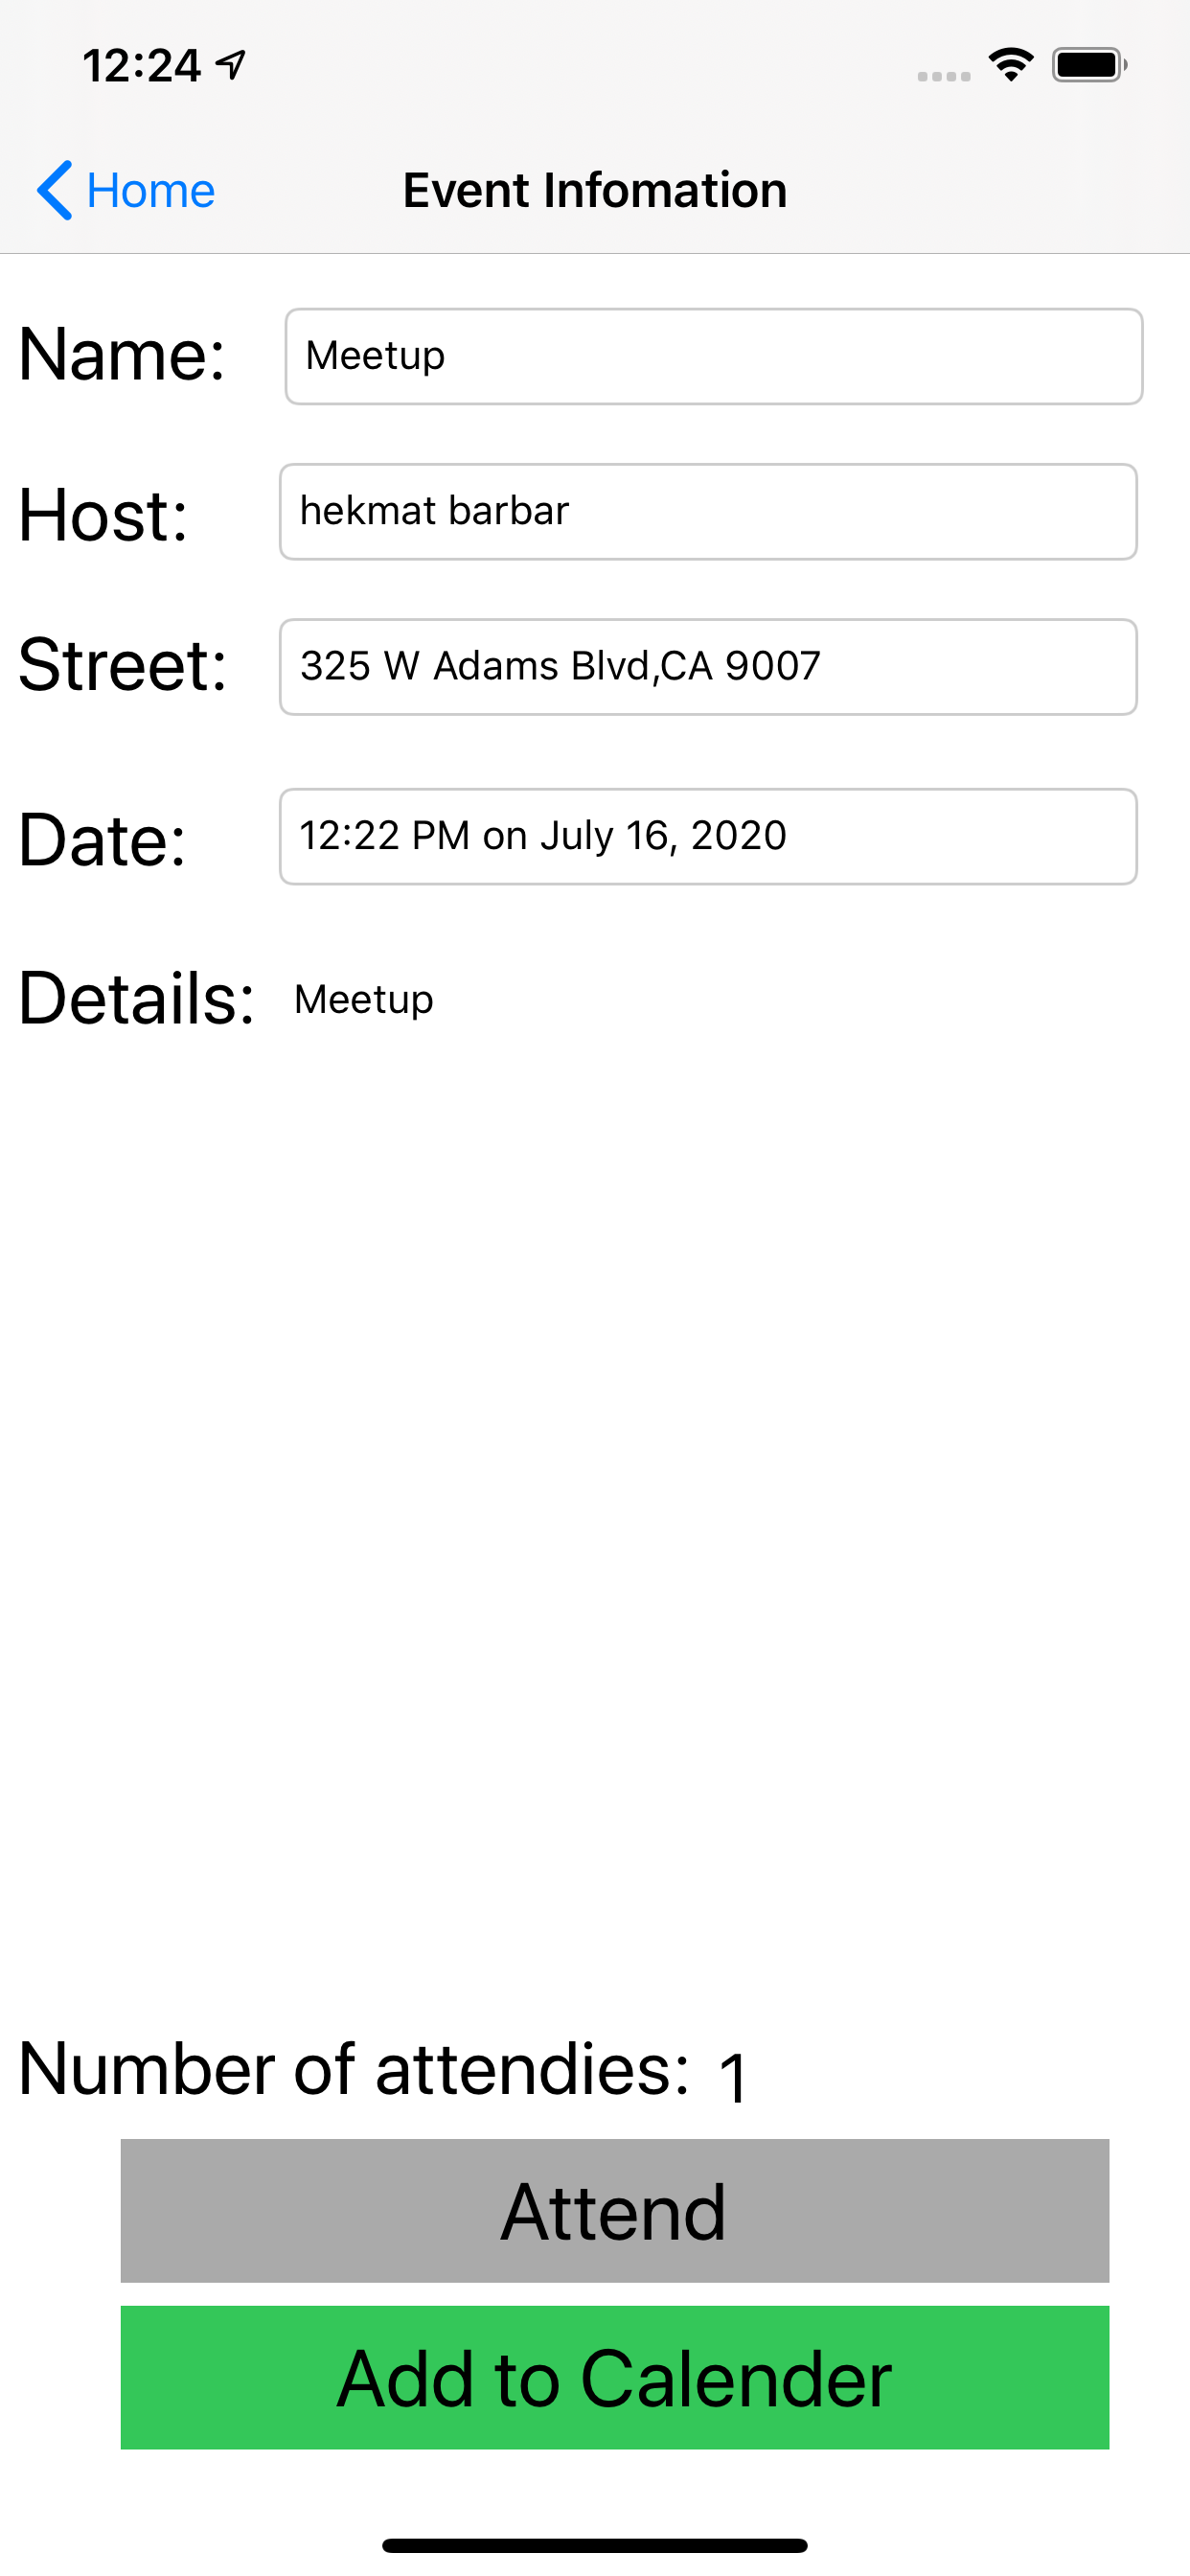 12:24
Home
Event Infomation
Name: Meetup
Host: hekmat barbar
Street: 325 W Adams Blvd,CA 9007
Date: 12:22 PM on July 16, 2020
Details: Meetup
Number of attendies: 1
Attend
Add to Calender